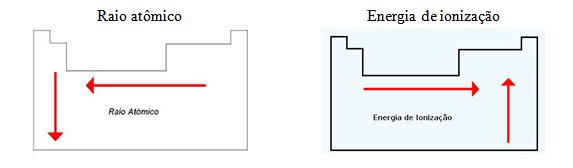 Raio atômico
Energia de ionização
Raio Atômico
Energia de Ionização